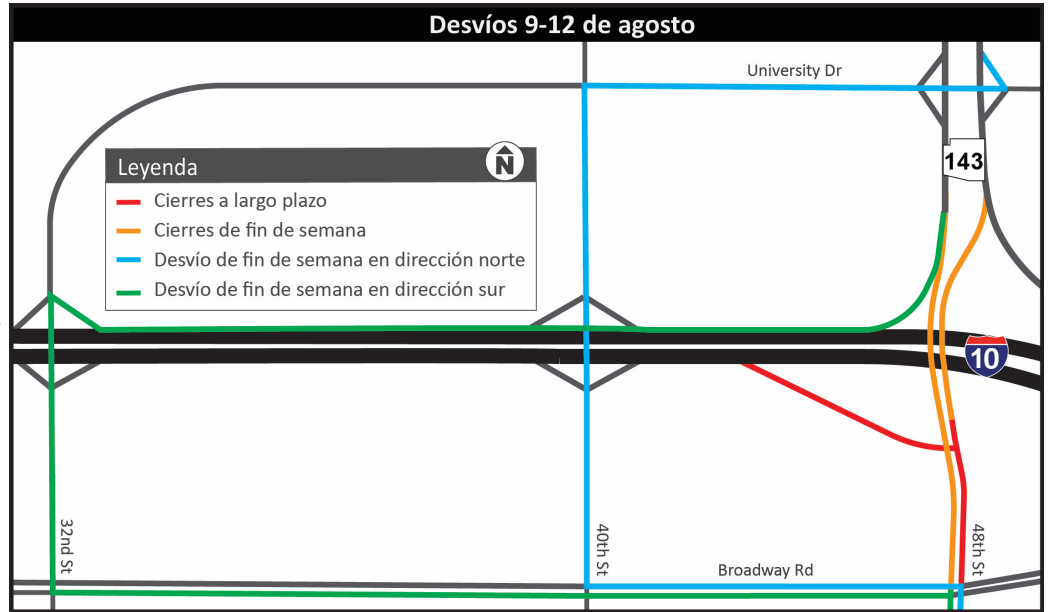 Desvíos 9-12 de agosto
University Dr
143
Leyenda
N
Cierres a largo plazo
Cierres de fin de semana
Desvío de fin de semana en dirección norte
Desvío de fin de semana en dirección sur
10
32nd St
40th St
48th St
Broadway Rd